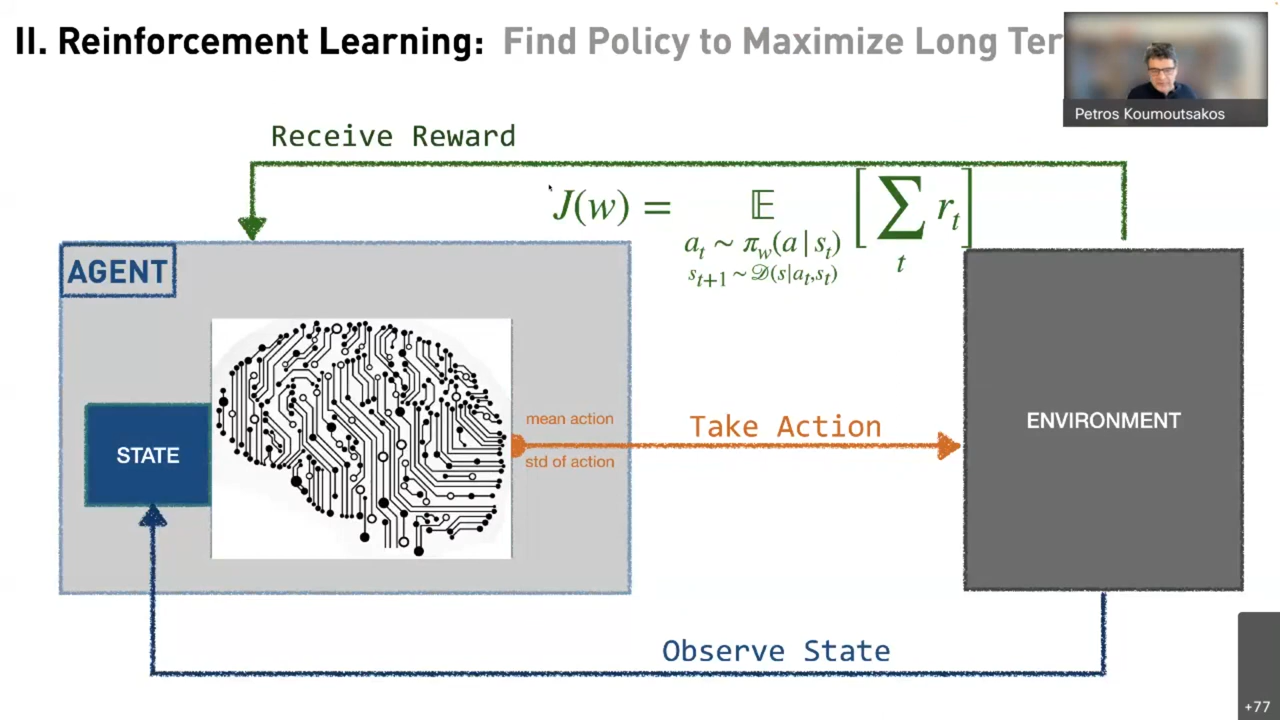 II. Reinforcement Learning: Find Policy to Maximize Long Ter
Petros Koumoutsakos
Receive Reward
J(w) = 𝔼 [ ∑ r_t ]
a_t ∼ π_w(a | s_t) t
s_{t+1} ∼ 𝒟(s|a_t,s_t)
AGENT
STATE
mean action
std of action
Take Action
ENVIRONMENT
Observe State
+77